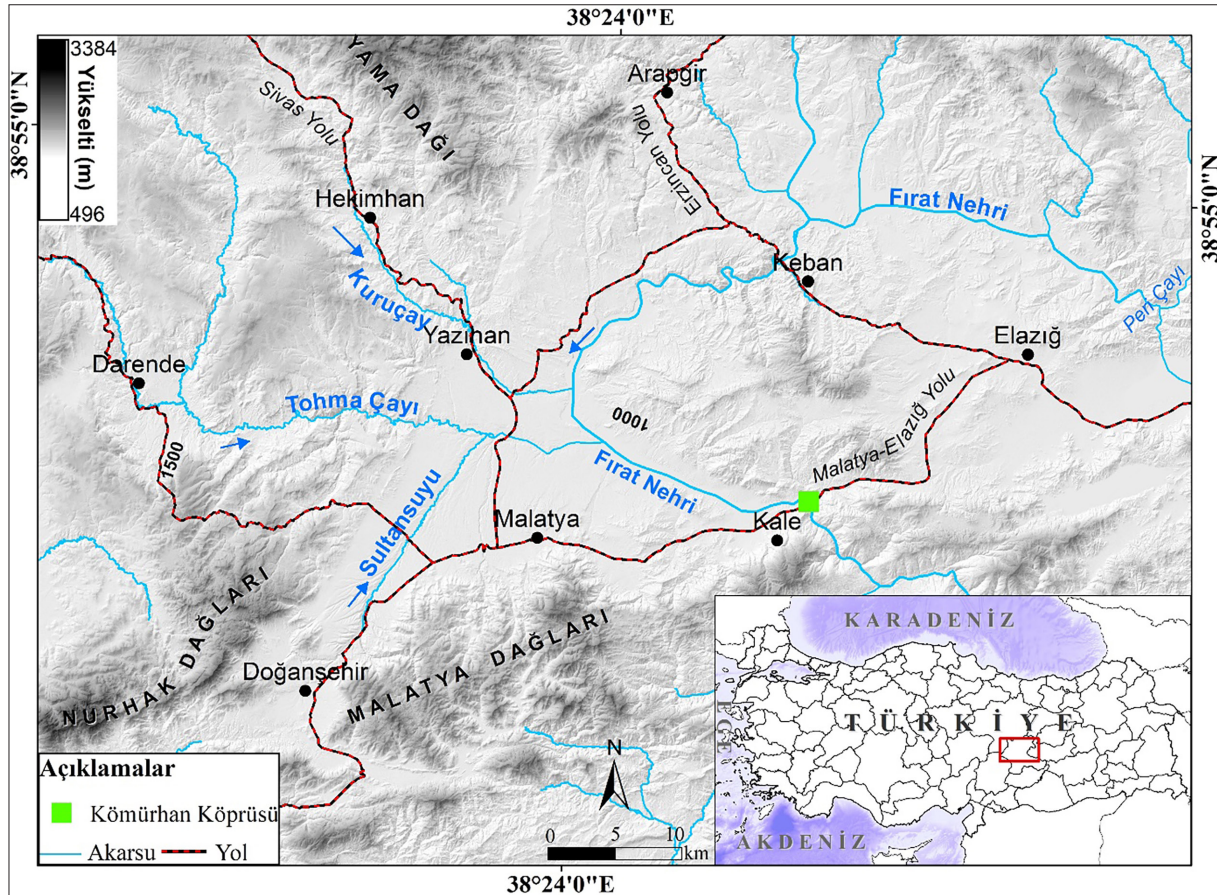 38°24'0"E
3384
Yükselti (m)
496
38°55'0"N
38°55'0"N
YAMA DAĞI
Sivas Yolu
Arapgir
Erzincan Yolu
Hekimhan
Fırat Nehri
Keban
Kuruçay
Peri Çayı
Yazıhan
Elazığ
Darende
Tohma Çayı
1000
Malatya-Elazığ Yolu
1500
Fırat Nehri
Malatya
Kale
Sultansuyu
NURHAK DAĞLARI
MALATYA DAĞLARI
Doğanşehir
KARADENİZ
EGE
TÜRKİYE
AKDENİZ
N
0 5 10
km
Açıklamalar
Kömürhan Köprüsü
Akarsu Yol
38°24'0"E